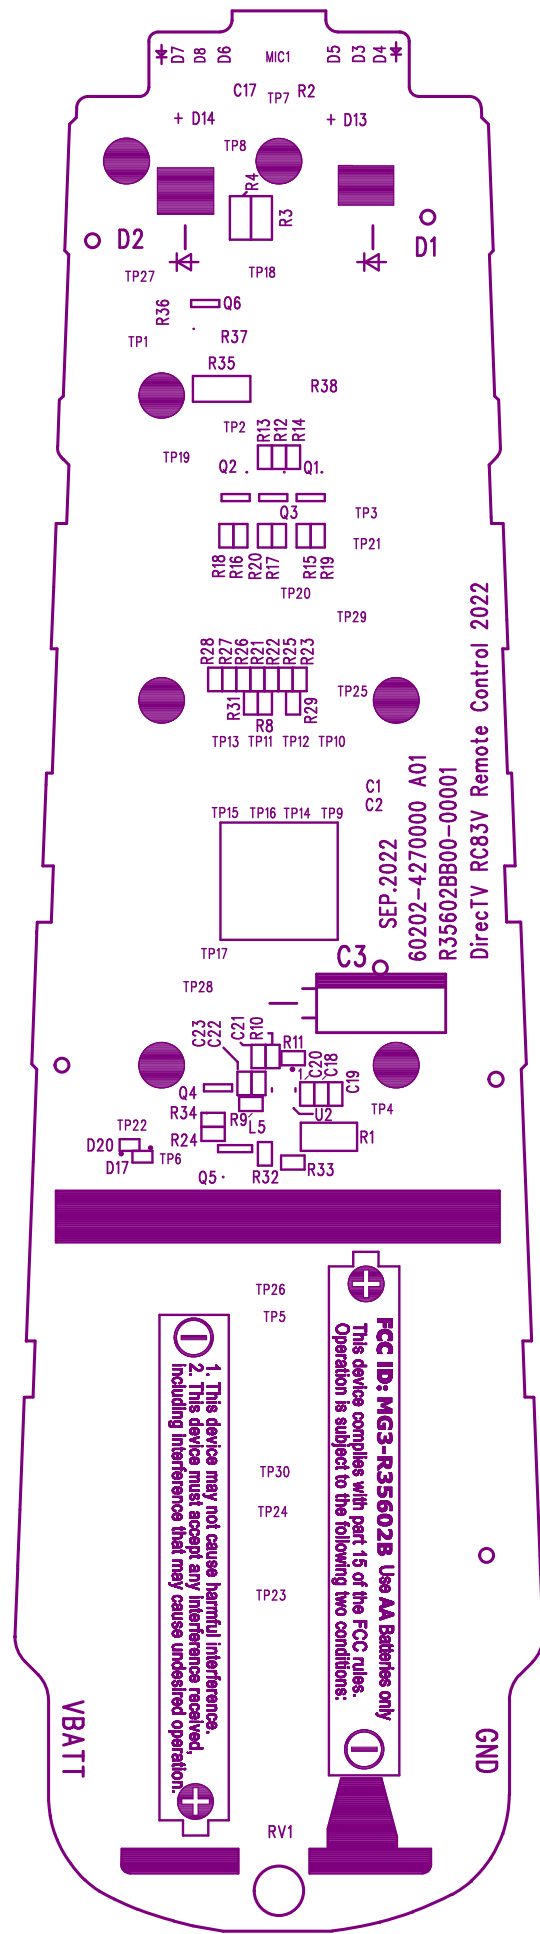 D7 D8 D6 MIC1 D5 D3 D4
C17 TP7 R2
+ D14 + D13
TP8
R4
R3
D2 D1
TP27 TP18
R36 Q6
TP1 R37
R35
R38
TP2 R13 R12 R14
TP19 Q2 Q1
Q3 TP3
TP21
R18 R16 R20 R17 R15 R19
TP20
TP29
R28 R27 R26 R21 R22 R25 R23
TP25
R31 R8 R29
TP13 TP11 TP12 TP10
C1
C2
TP15 TP16 TP14 TP9
SEP.2022
60202-4270000 A01
R35602BB00-00001
DirecTV RC83V Remote Control 2022
TP17
C3
TP28
C23 C22 C21 R10 R11
1 C20 C18 C19
Q4
R34 R9 L5 U2 TP4
TP22 R24 R1
D20
D17 TP6
Q5 R32 R33
TP26
TP5
FCC ID: MG3-R35602B Use AA Batteries only
This device complies with part 15 of the FCC rules.
Operation is subject to the following two conditions:
1. This device may not cause harmful interference.
2. This device must accept any interference received,
including interference that may cause undesired operation.
TP30
TP24
TP23
VBATT
GND
RV1